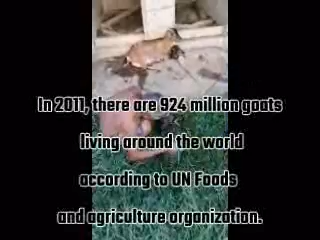 In 2011, there are 924 million goats
living around the world
according to UN Foods
and agriculture organization.